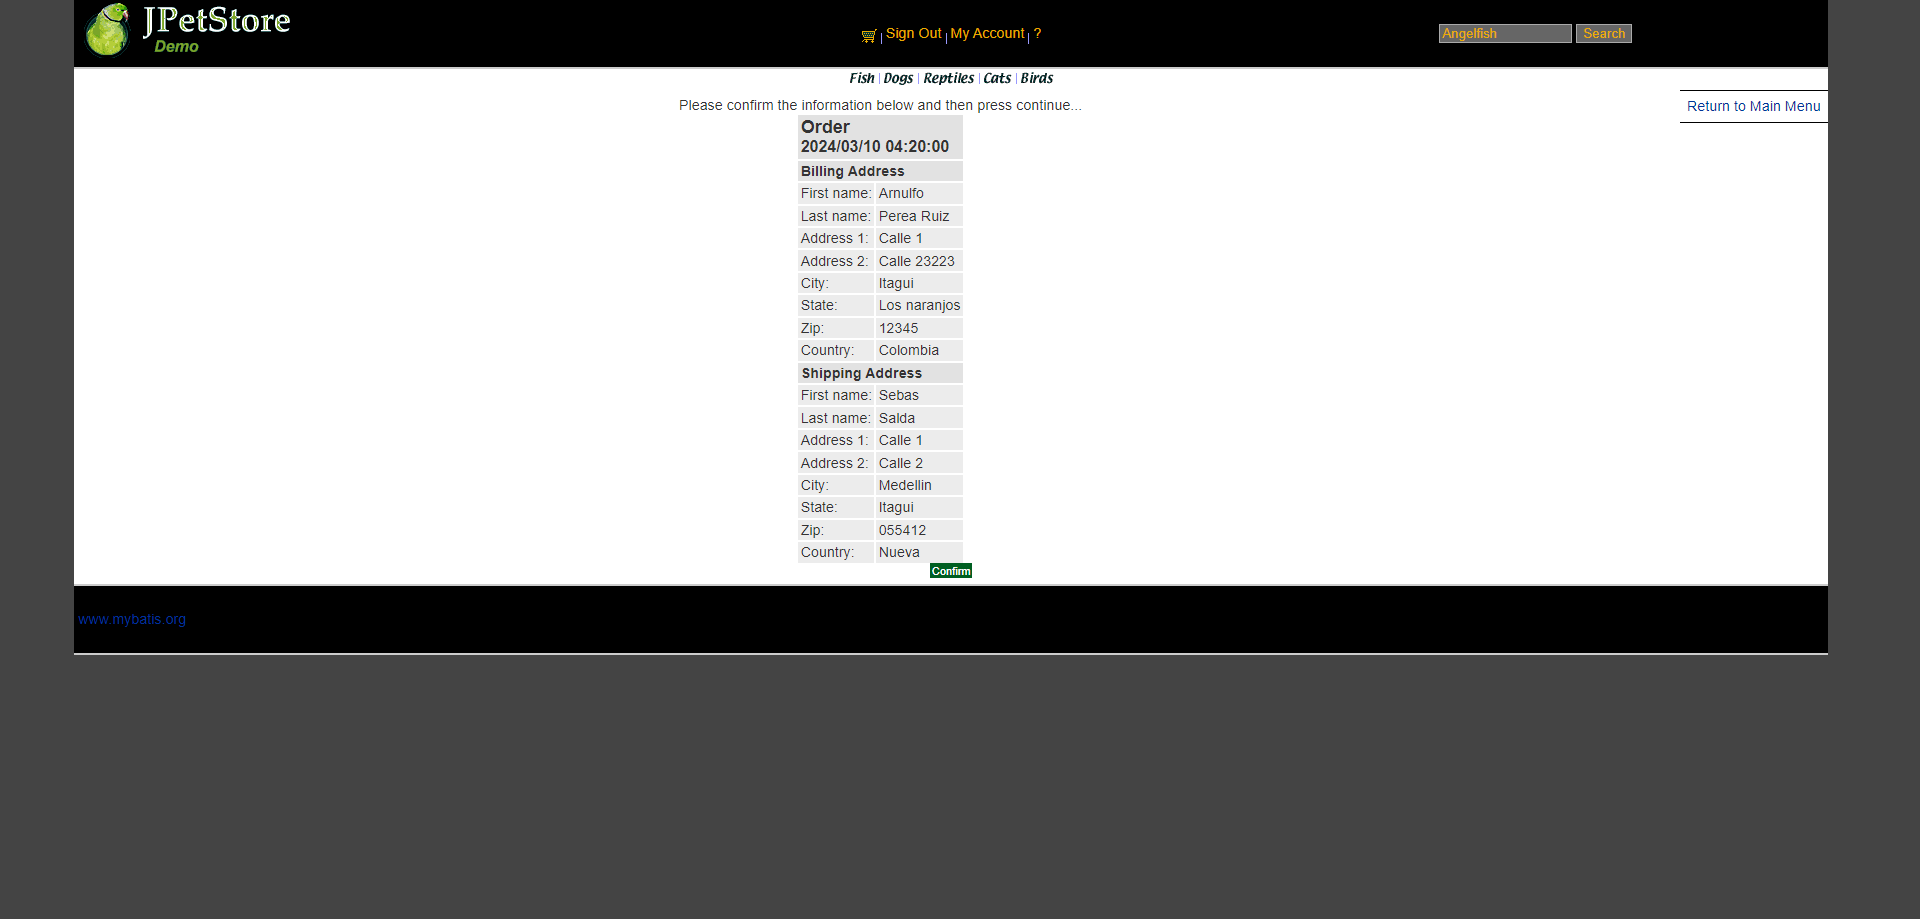 JPetStore
Demo
Sign Out My Account ?
Angelfish Search
Fish Dogs Reptiles Cats Birds
Return to Main Menu
Please confirm the information below and then press continue...
Order
2024/03/10 04:20:00
Billing Address
First name: Arnulfo
Last name: Perea Ruiz
Address 1: Calle 1
Address 2: Calle 23223
City: Itagui
State: Los naranjos
Zip: 12345
Country: Colombia
Shipping Address
First name: Sebas
Last name: Salda
Address 1: Calle 1
Address 2: Calle 2
City: Medellin
State: Itagui
Zip: 055412
Country: Nueva
Confirm
www.mybatis.org